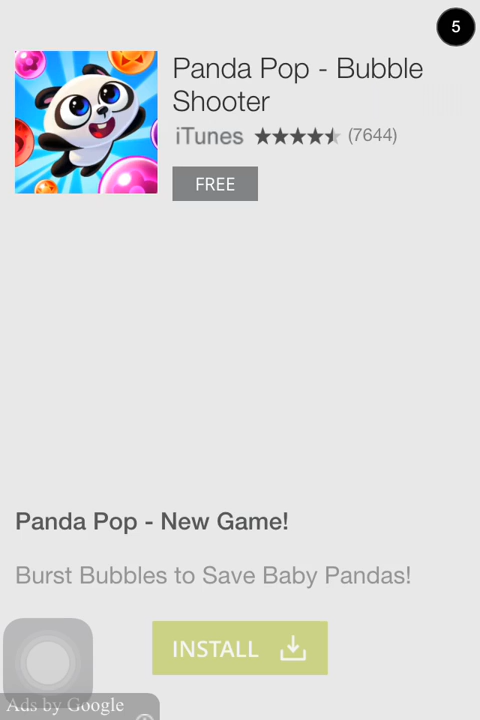 5
Panda Pop - Bubble
Shooter
iTunes (7644)
FREE
Panda Pop - New Game!
Burst Bubbles to Save Baby Pandas!
INSTALL
Ads by Google